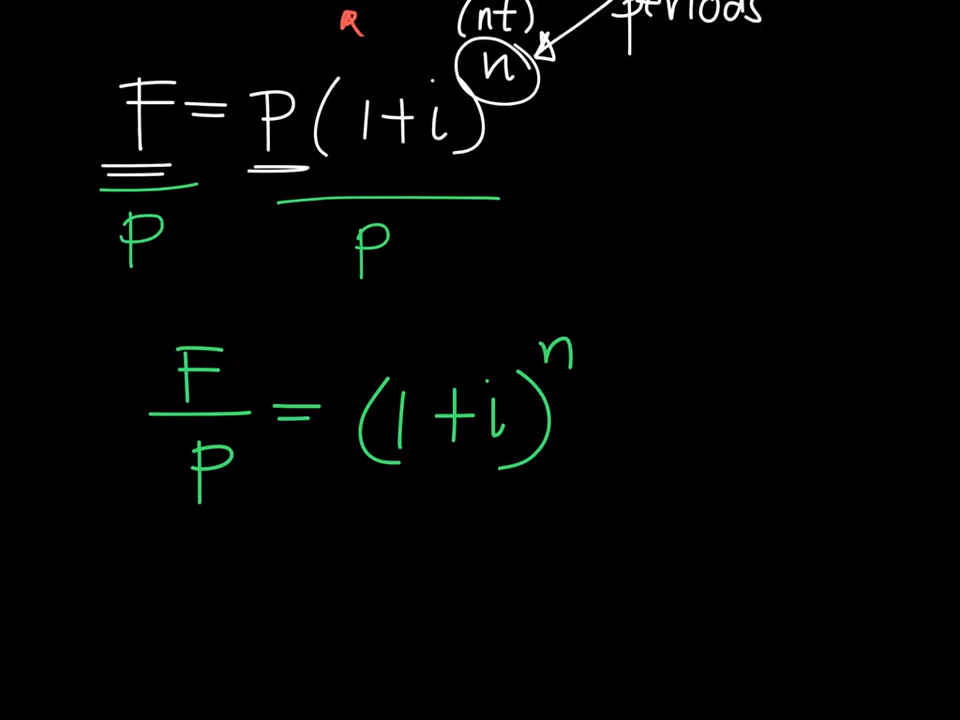 R (nt) periods
F = P(1+i)^n
P P
F/P = (1+i)^n